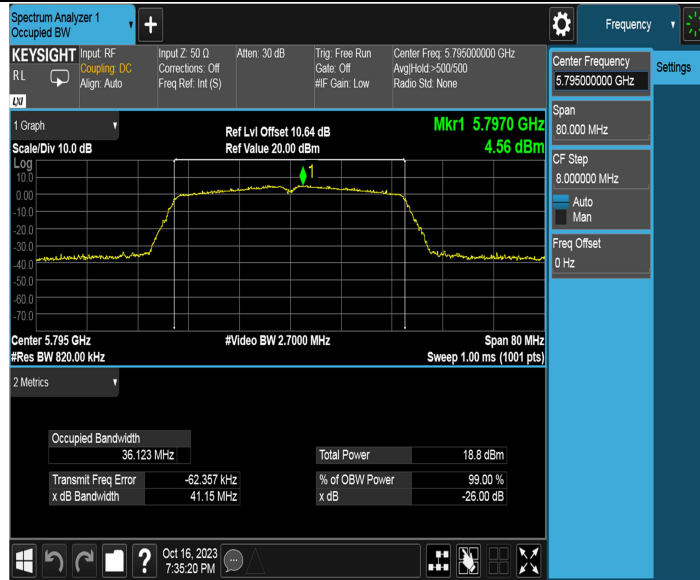 Spectrum Analyzer 1
Occupied BW
Frequency
KEYSIGHT
RL
LXI
Input: RF
Coupling: DC
Align: Auto
Input Z: 50 Ω
Corrections: Off
Freq Ref: Int (S)
Atten: 30 dB
Trig: Free Run
Gate: Off
#IF Gain: Low
Center Freq: 5.795000000 GHz
Avg|Hold:>500/500
Radio Std: None
Center Frequency
5.795000000 GHz
Settings
Span
80.000 MHz
CF Step
8.000000 MHz
Auto
Man
Freq Offset
0 Hz
1 Graph
Ref Lvl Offset 10.64 dB
Mkr1 5.7970 GHz
Scale/Div 10.0 dB
Ref Value 20.00 dBm
4.56 dBm
Log
10.0
1
0.00
-10.0
-20.0
-30.0
-40.0
-50.0
-60.0
-70.0
Center 5.795 GHz
#Video BW 2.7000 MHz
Span 80 MHz
#Res BW 820.00 kHz
Sweep 1.00 ms (1001 pts)
2 Metrics
Occupied Bandwidth
36.123 MHz
Total Power 18.8 dBm
Transmit Freq Error -62.357 kHz
% of OBW Power 99.00 %
x dB Bandwidth 41.15 MHz
x dB -26.00 dB
?
Oct 16, 2023
7:35:20 PM